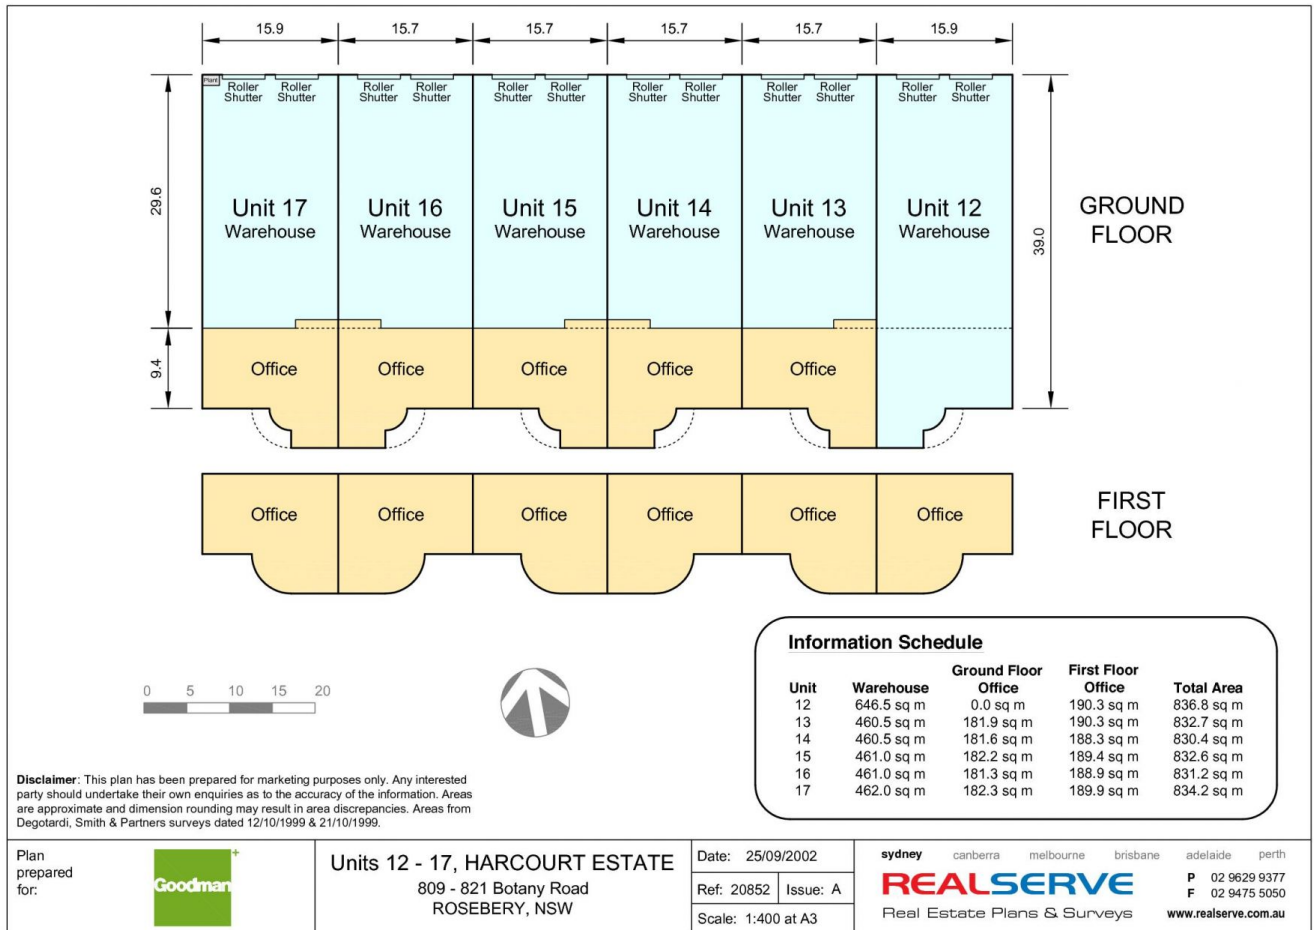 15.9 15.7 15.7 15.7 15.7 15.9
Plant
Roller Shutter Roller Shutter Roller Shutter Roller Shutter Roller Shutter Roller Shutter Roller Shutter Roller Shutter Roller Shutter Roller Shutter Roller Shutter Roller Shutter
29.6
Unit 17 Unit 16 Unit 15 Unit 14 Unit 13 Unit 12
Warehouse Warehouse Warehouse Warehouse Warehouse Warehouse
39.0
GROUND
FLOOR
9.4
Office Office Office Office Office
Office Office Office Office Office Office
FIRST
FLOOR
0 5 10 15 20
Information Schedule
Ground Floor First Floor
Unit Warehouse Office Office Total Area
12 646.5 sq m 0.0 sq m 190.3 sq m 836.8 sq m
13 460.5 sq m 181.9 sq m 190.3 sq m 832.7 sq m
14 460.5 sq m 181.6 sq m 188.3 sq m 830.4 sq m
15 461.0 sq m 182.2 sq m 189.4 sq m 832.6 sq m
16 461.0 sq m 181.3 sq m 188.9 sq m 831.2 sq m
17 462.0 sq m 182.3 sq m 189.9 sq m 834.2 sq m
Disclaimer: This plan has been prepared for marketing purposes only. Any interested
party should undertake their own enquiries as to the accuracy of the information. Areas
are approximate and dimension rounding may result in area discrepancies. Areas from
Degotardi, Smith & Partners surveys dated 12/10/1999 & 21/10/1999.
Plan
prepared
for:
Goodman+
Units 12 - 17, HARCOURT ESTATE
809 - 821 Botany Road
ROSEBERY, NSW
Date: 25/09/2002
Ref: 20852 Issue: A
Scale: 1:400 at A3
sydney canberra melbourne brisbane adelaide perth
REALSERVE
Real Estate Plans & Surveys
P 02 9629 9377
F 02 9475 5050
www.realserve.com.au